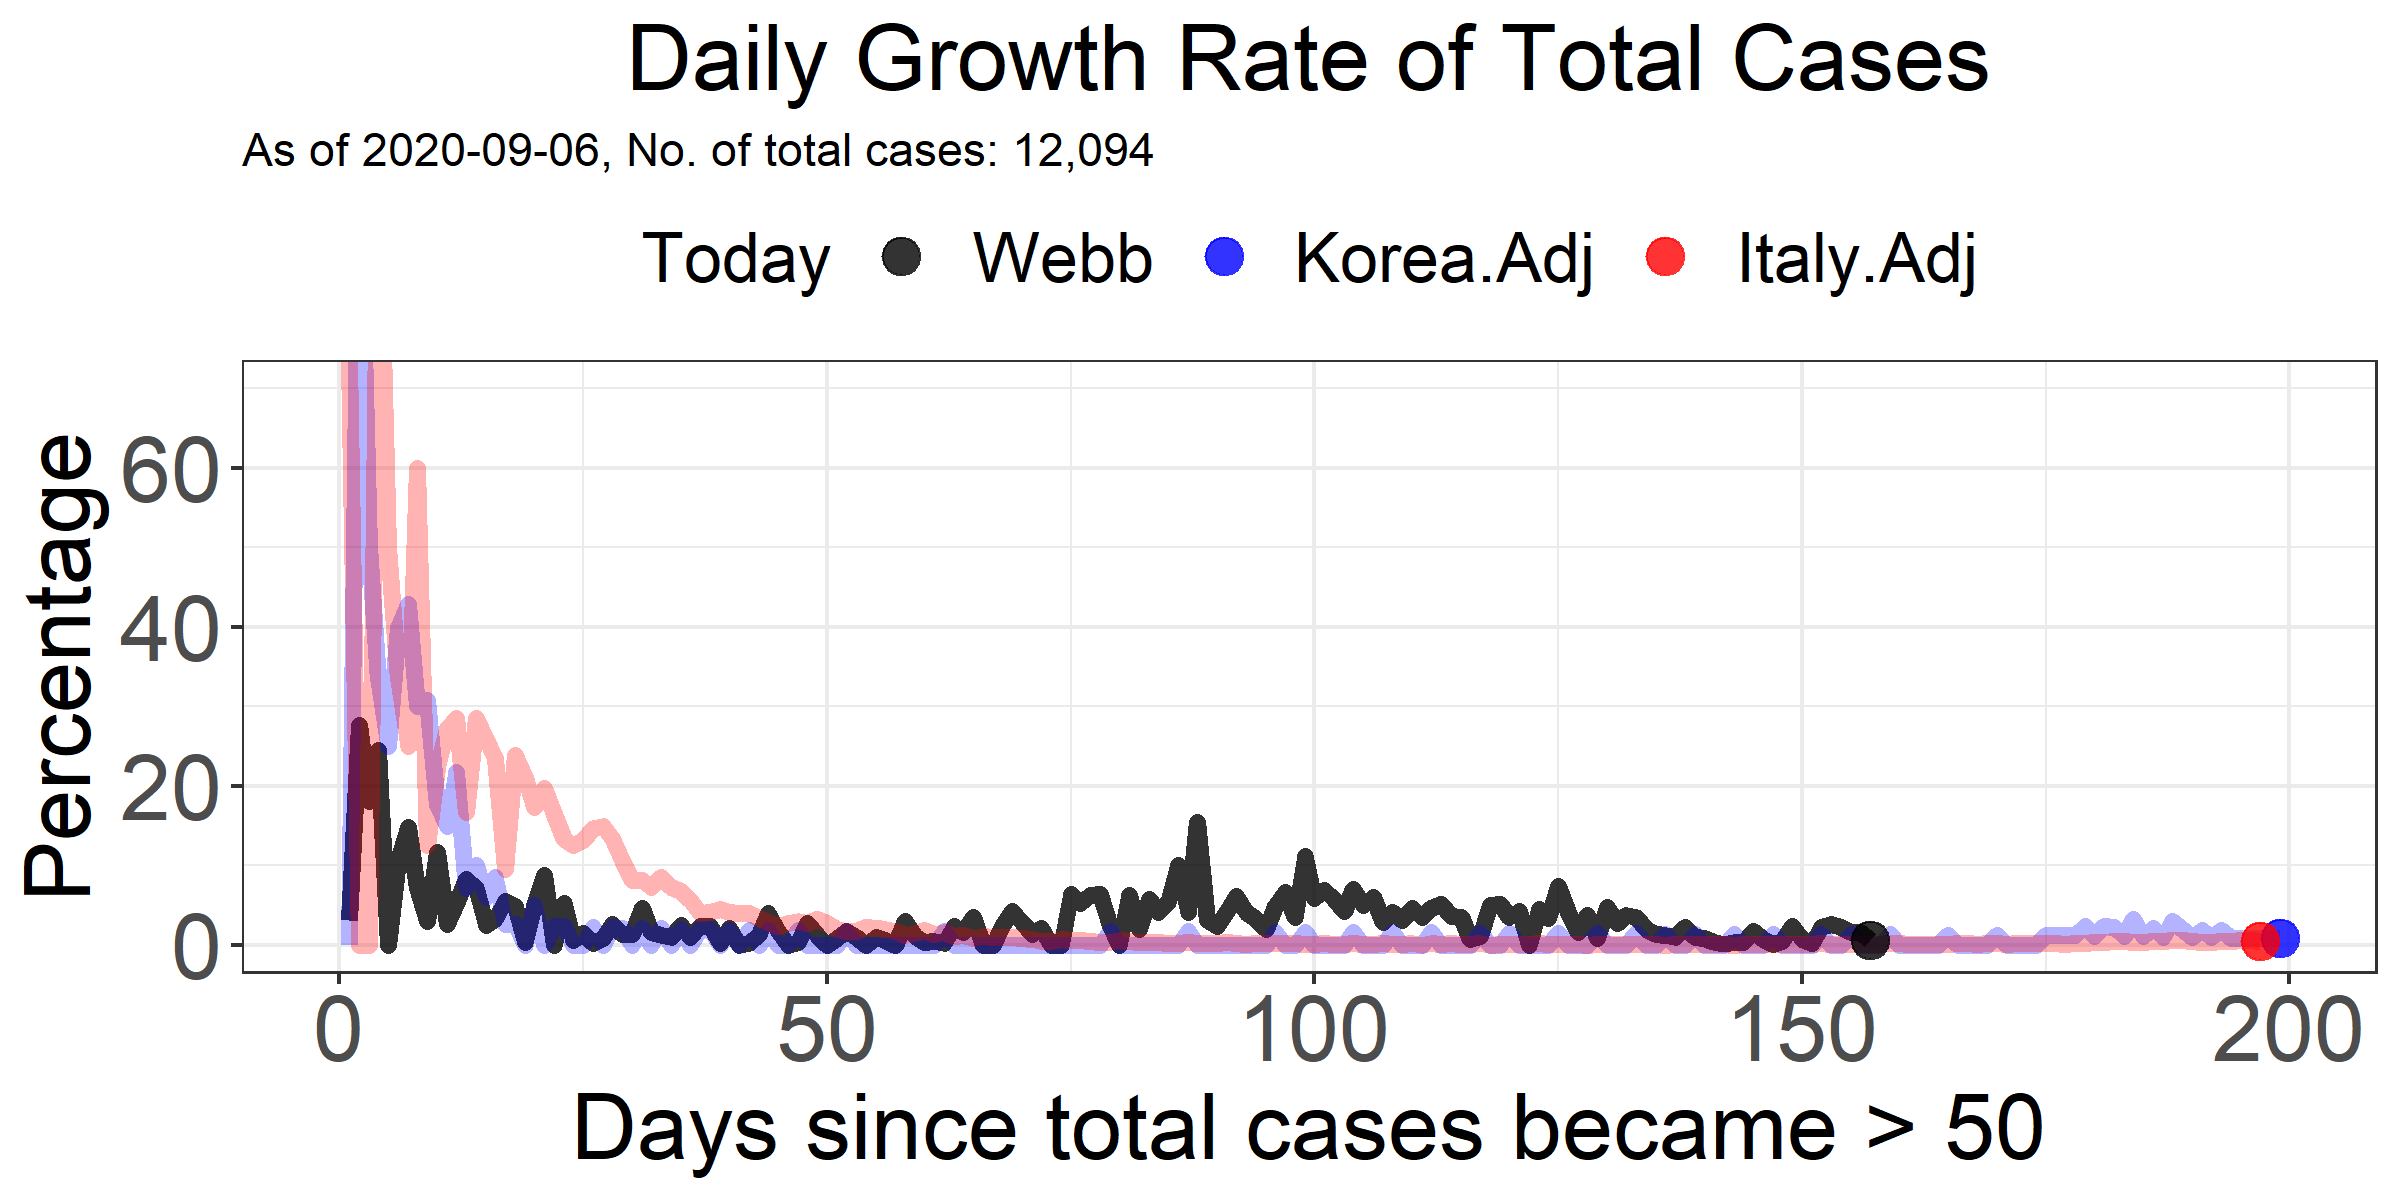 Daily Growth Rate of Total Cases
As of 2020-09-06, No. of total cases: 12,094
Today Webb Korea.Adj Italy.Adj
Percentage
60
40
20
0
0 50 100 150 200
Days since total cases became > 50